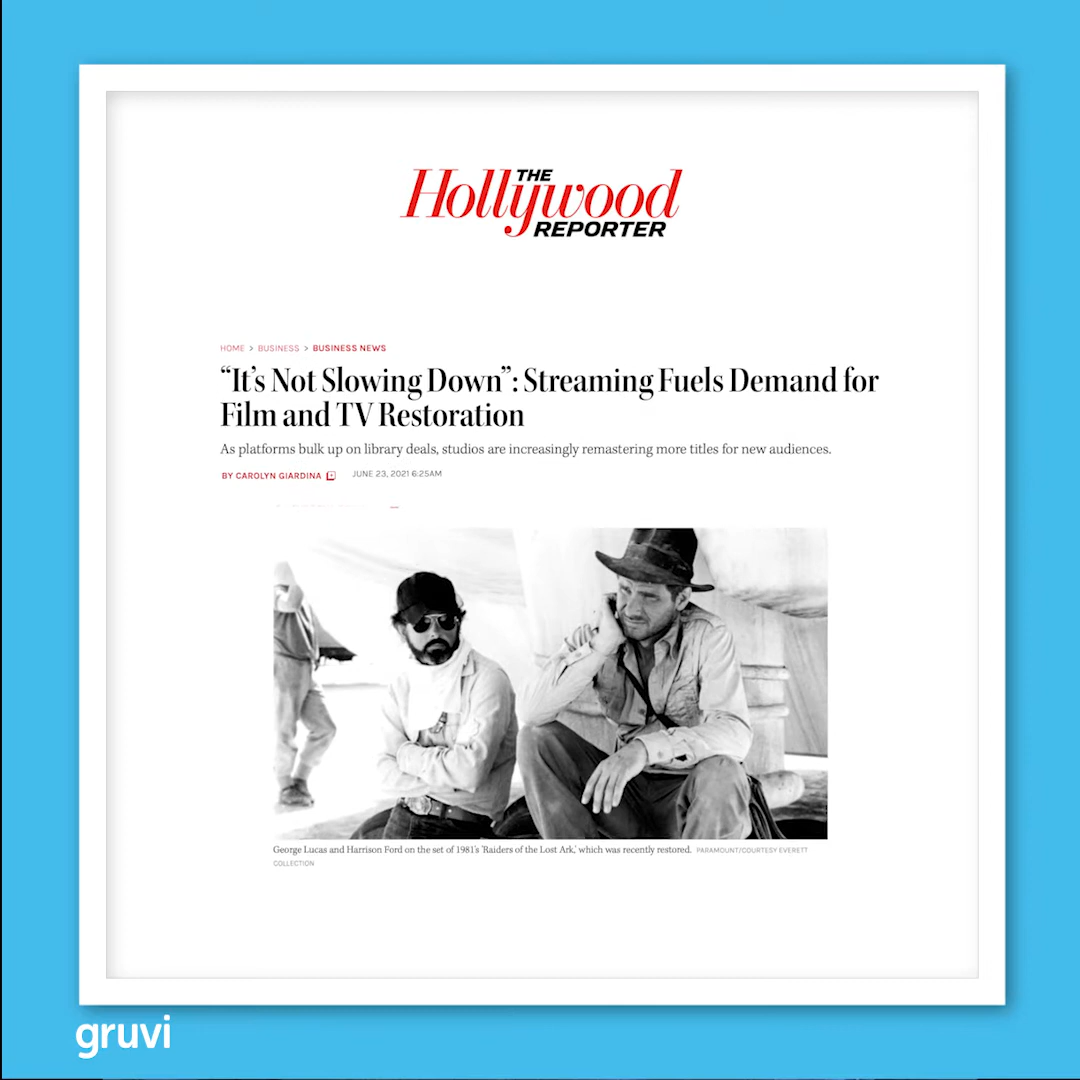 THE
Hollywood
REPORTER
HOME > BUSINESS > BUSINESS NEWS
“It’s Not Slowing Down”: Streaming Fuels Demand for
Film and TV Restoration
As platforms bulk up on library deals, studios are increasingly remastering more titles for new audiences.
BY CAROLYN GIARDINA JUNE 23, 2021 6:25AM
George Lucas and Harrison Ford on the set of 1981’s ‘Raiders of the Lost Ark,’ which was recently restored. PARAMOUNT/COURTESY EVERETT
COLLECTION
gruvi